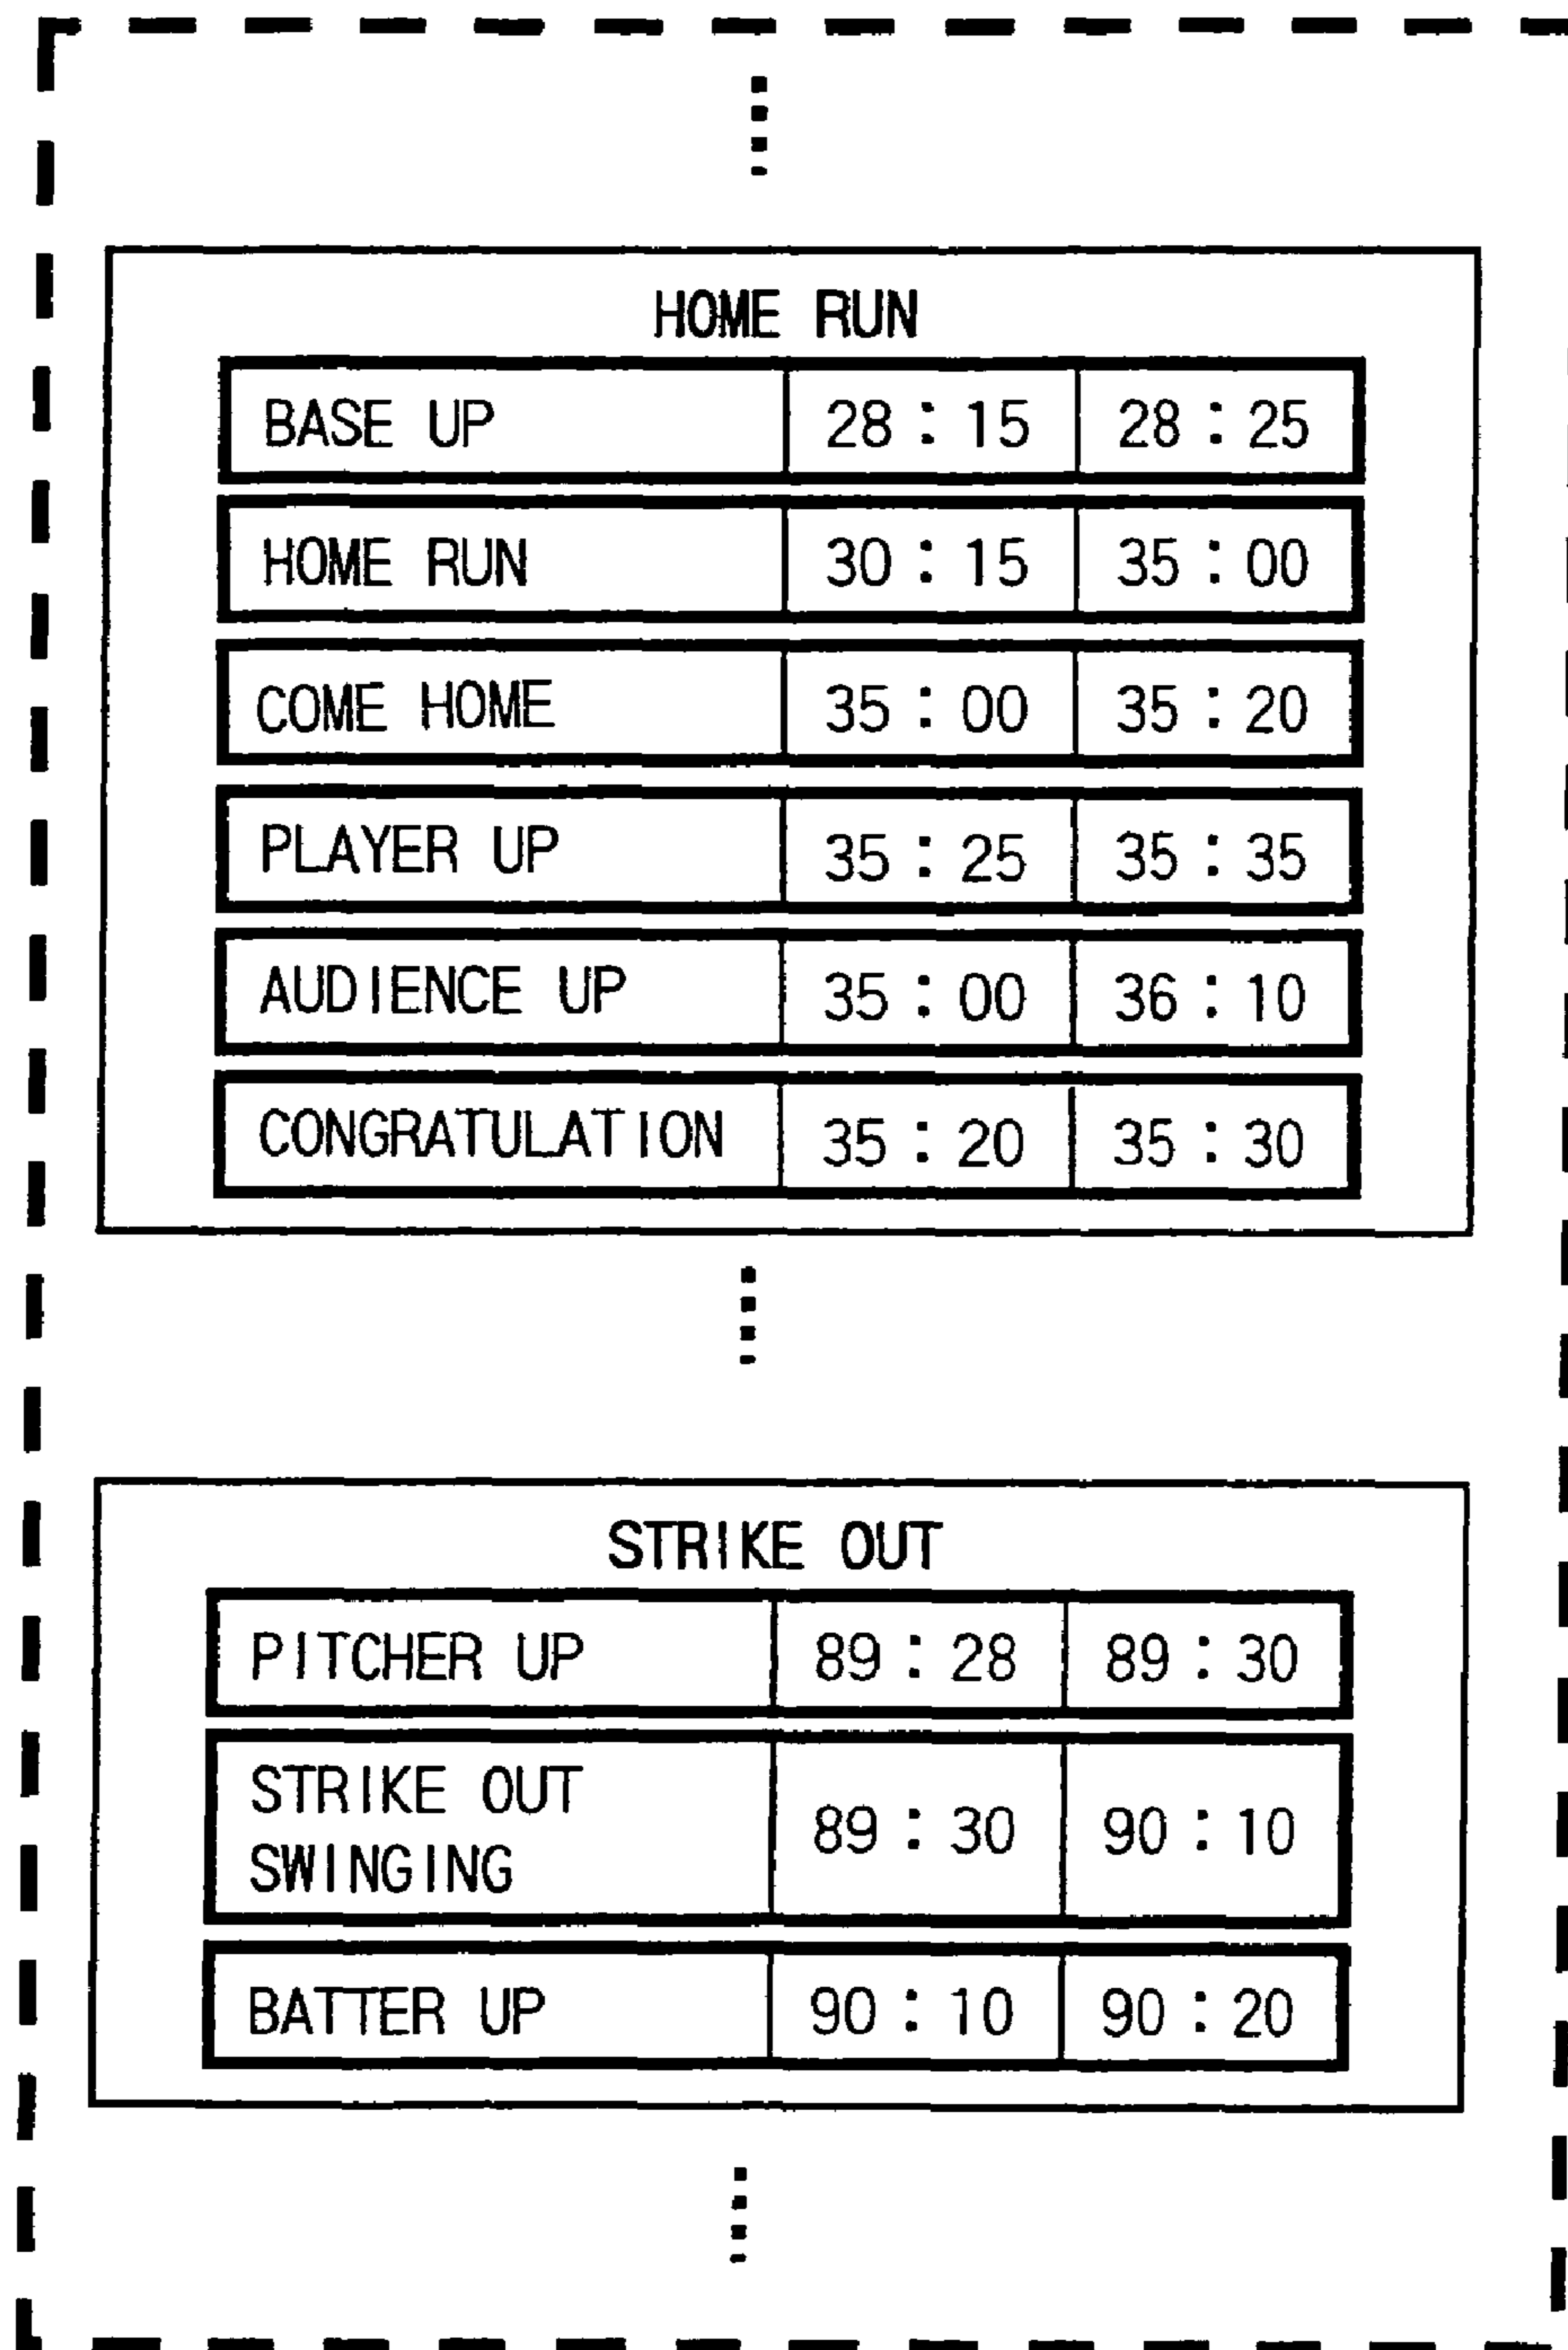 HOME RUN
BASE UP 28:15 28:25
HOME RUN 30:15 35:00
COME HOME 35:00 35:20
PLAYER UP 35:25 35:35
AUDIENCE UP 35:00 36:10
CONGRATULATION 35:20 35:30
STRIKE OUT
PITCHER UP 89:28 89:30
STRIKE OUT
SWINGING 89:30 90:10
BATTER UP 90:10 90:20